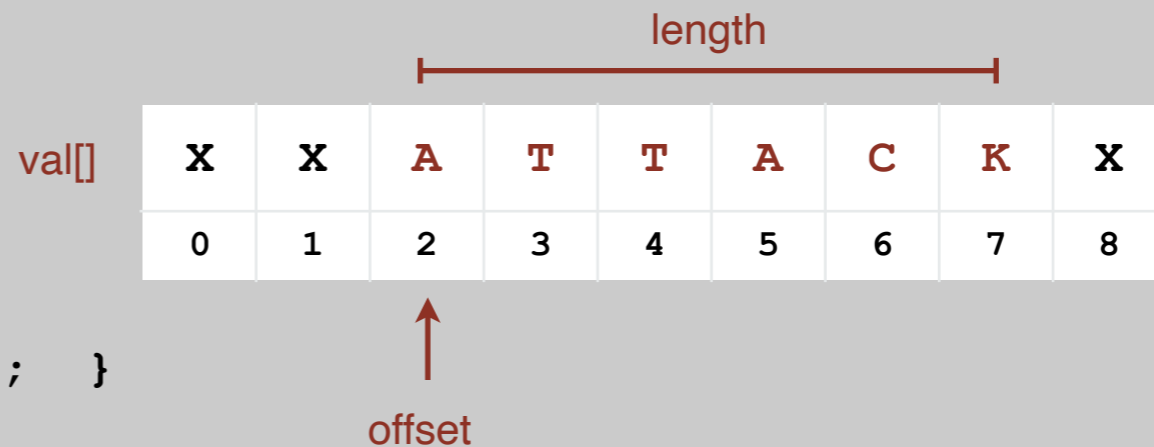 length
val[] X X A T T A C K X
0 1 2 3 4 5 6 7 8
; }
offset